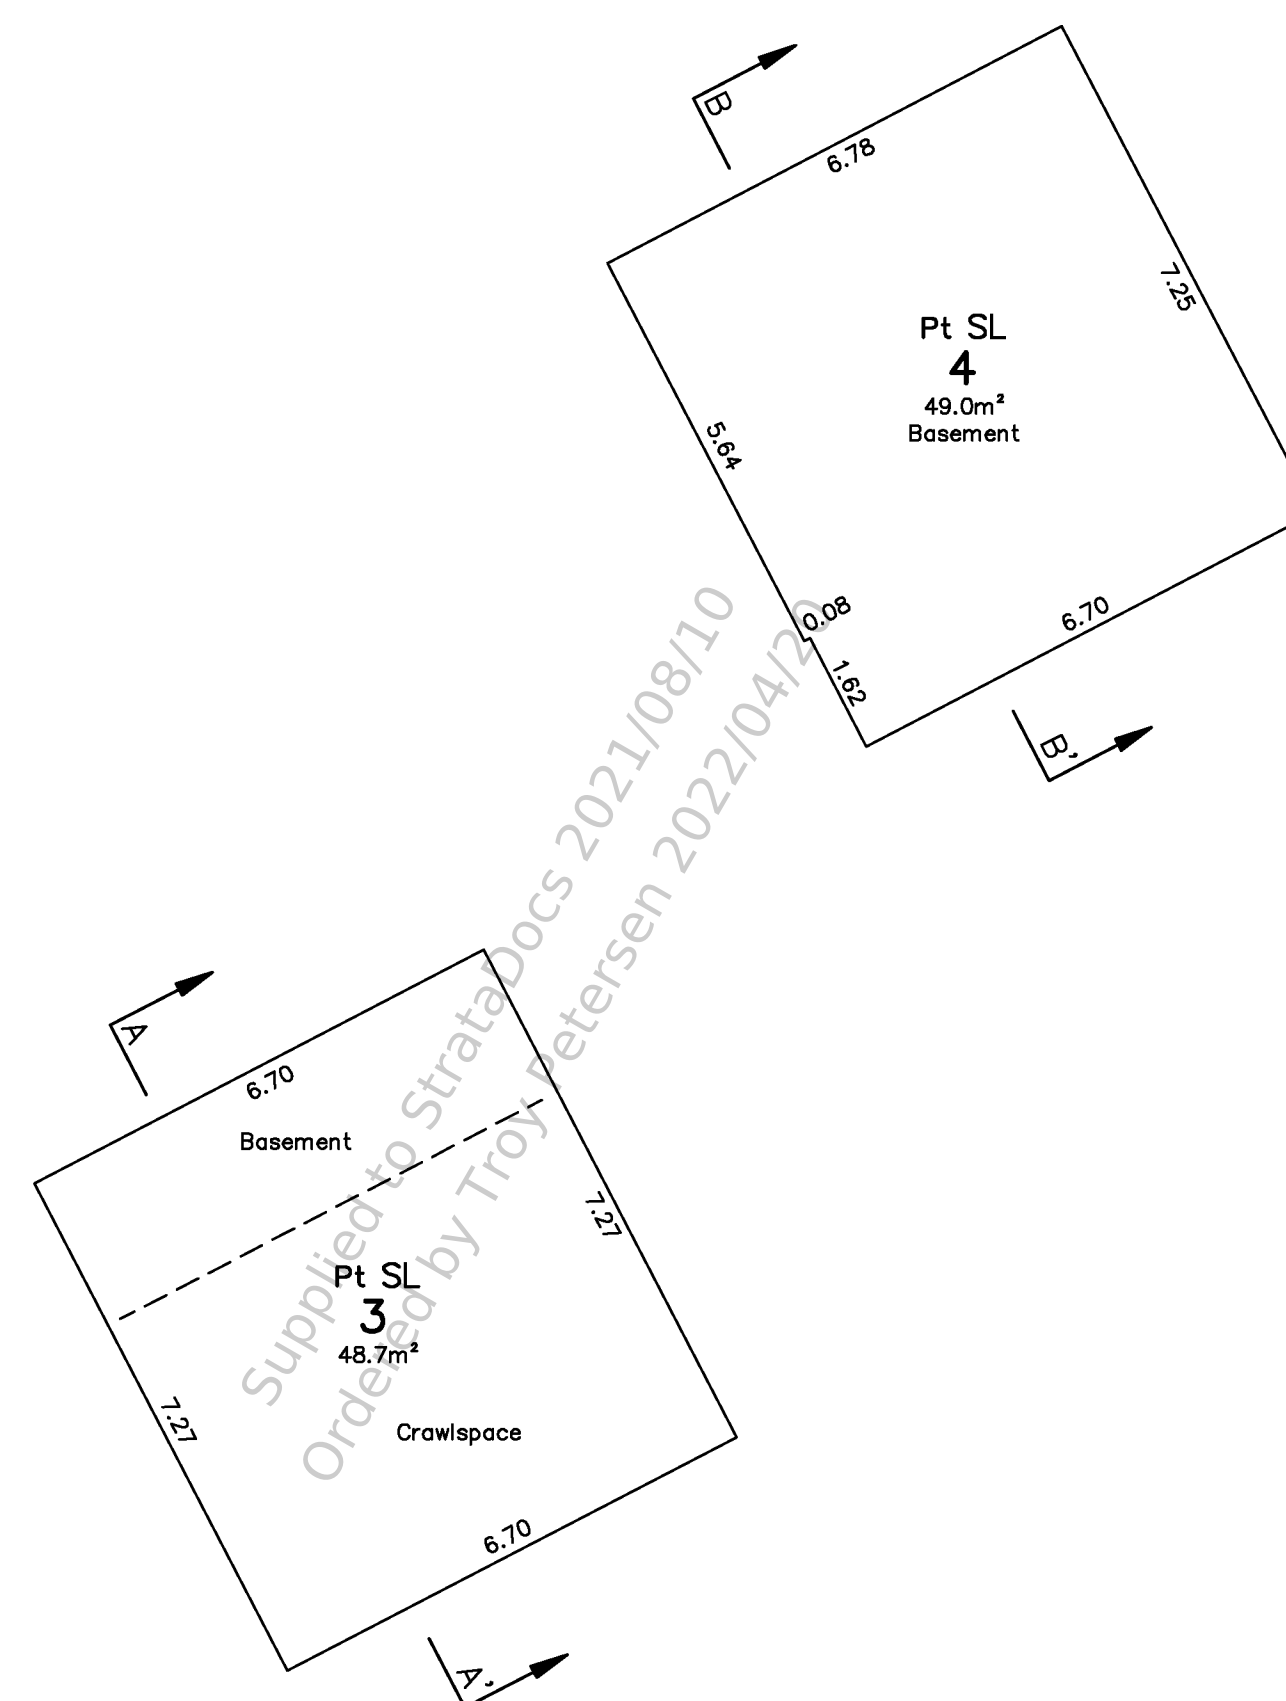 B
6.78
7.25
Pt SL
4
49.0m²
Basement
5.64
0.08
1.62
6.70
B'
A
6.70
Basement
7.27
Pt SL
3
48.7m²
7.27
Crawlspace
6.70
A'
Supplied to StrataDocs 2021/08/10
Ordered by Troy Petersen 2022/04/20